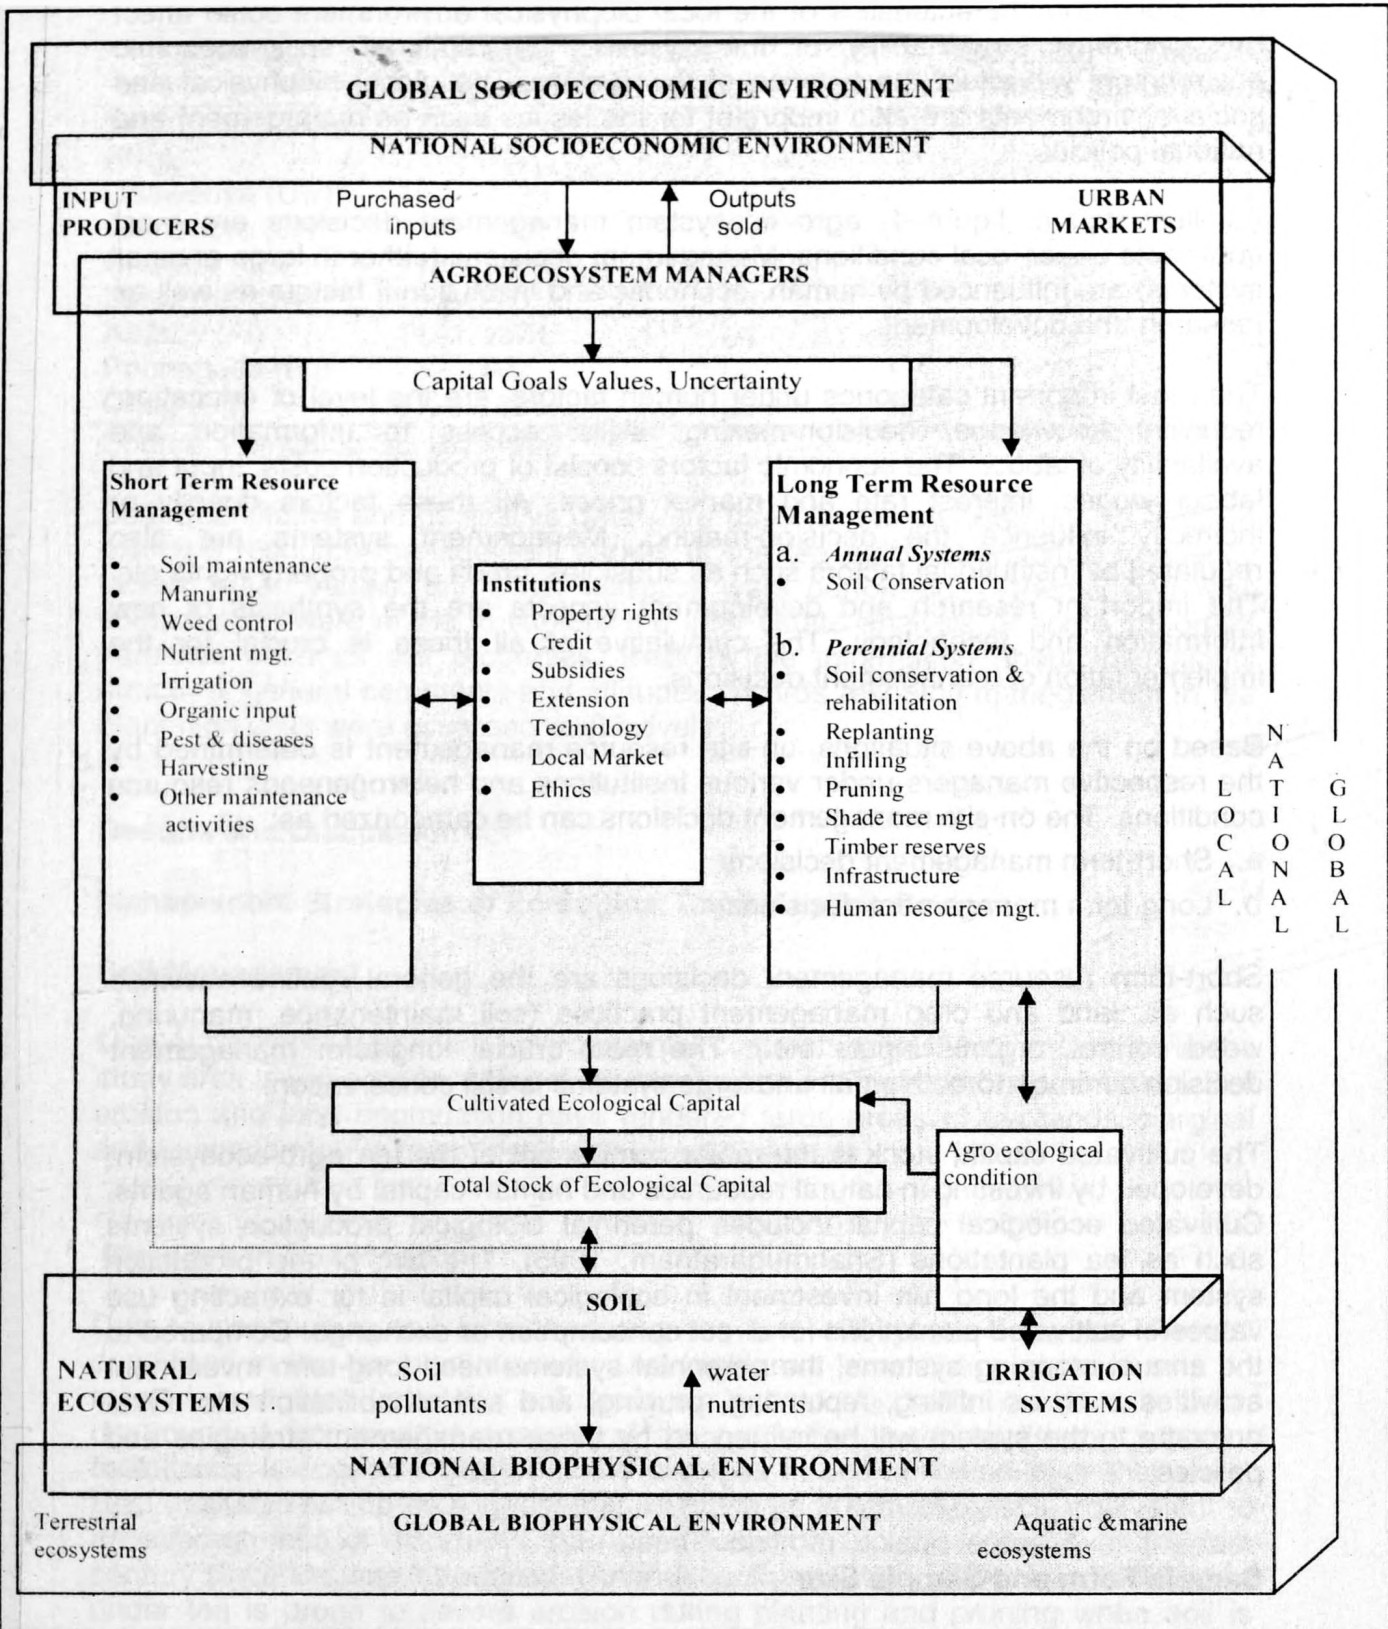 GLOBAL SOCIOECONOMIC ENVIRONMENT
NATIONAL SOCIOECONOMIC ENVIRONMENT
INPUT
PRODUCERS
Purchased
inputs
Outputs
sold
URBAN
MARKETS
AGROECOSYSTEM MANAGERS
Capital Goals Values, Uncertainty
Short Term Resource
Management
• Soil maintenance
• Manuring
• Weed control
• Nutrient mgt.
• Irrigation
• Organic input
• Pest & diseases
• Harvesting
• Other maintenance
activities
Institutions
• Property rights
• Credit
• Subsidies
• Extension
• Technology
• Local Market
• Ethics
Long Term Resource
Management
a. Annual Systems
• Soil Conservation
b. Perennial Systems
• Soil conservation &
rehabilitation
• Replanting
• Infilling
• Pruning
• Shade tree mgt
• Timber reserves
• Infrastructure
• Human resource mgt.
LOCAL
NATIONAL
GLOBAL
Cultivated Ecological Capital
Total Stock of Ecological Capital
Agro ecological
condition
SOIL
NATURAL
ECOSYSTEMS
Soil
pollutants
water
nutrients
IRRIGATION
SYSTEMS
NATIONAL BIOPHYSICAL ENVIRONMENT
Terrestrial
ecosystems
GLOBAL BIOPHYSICAL ENVIRONMENT
Aquatic & marine
ecosystems